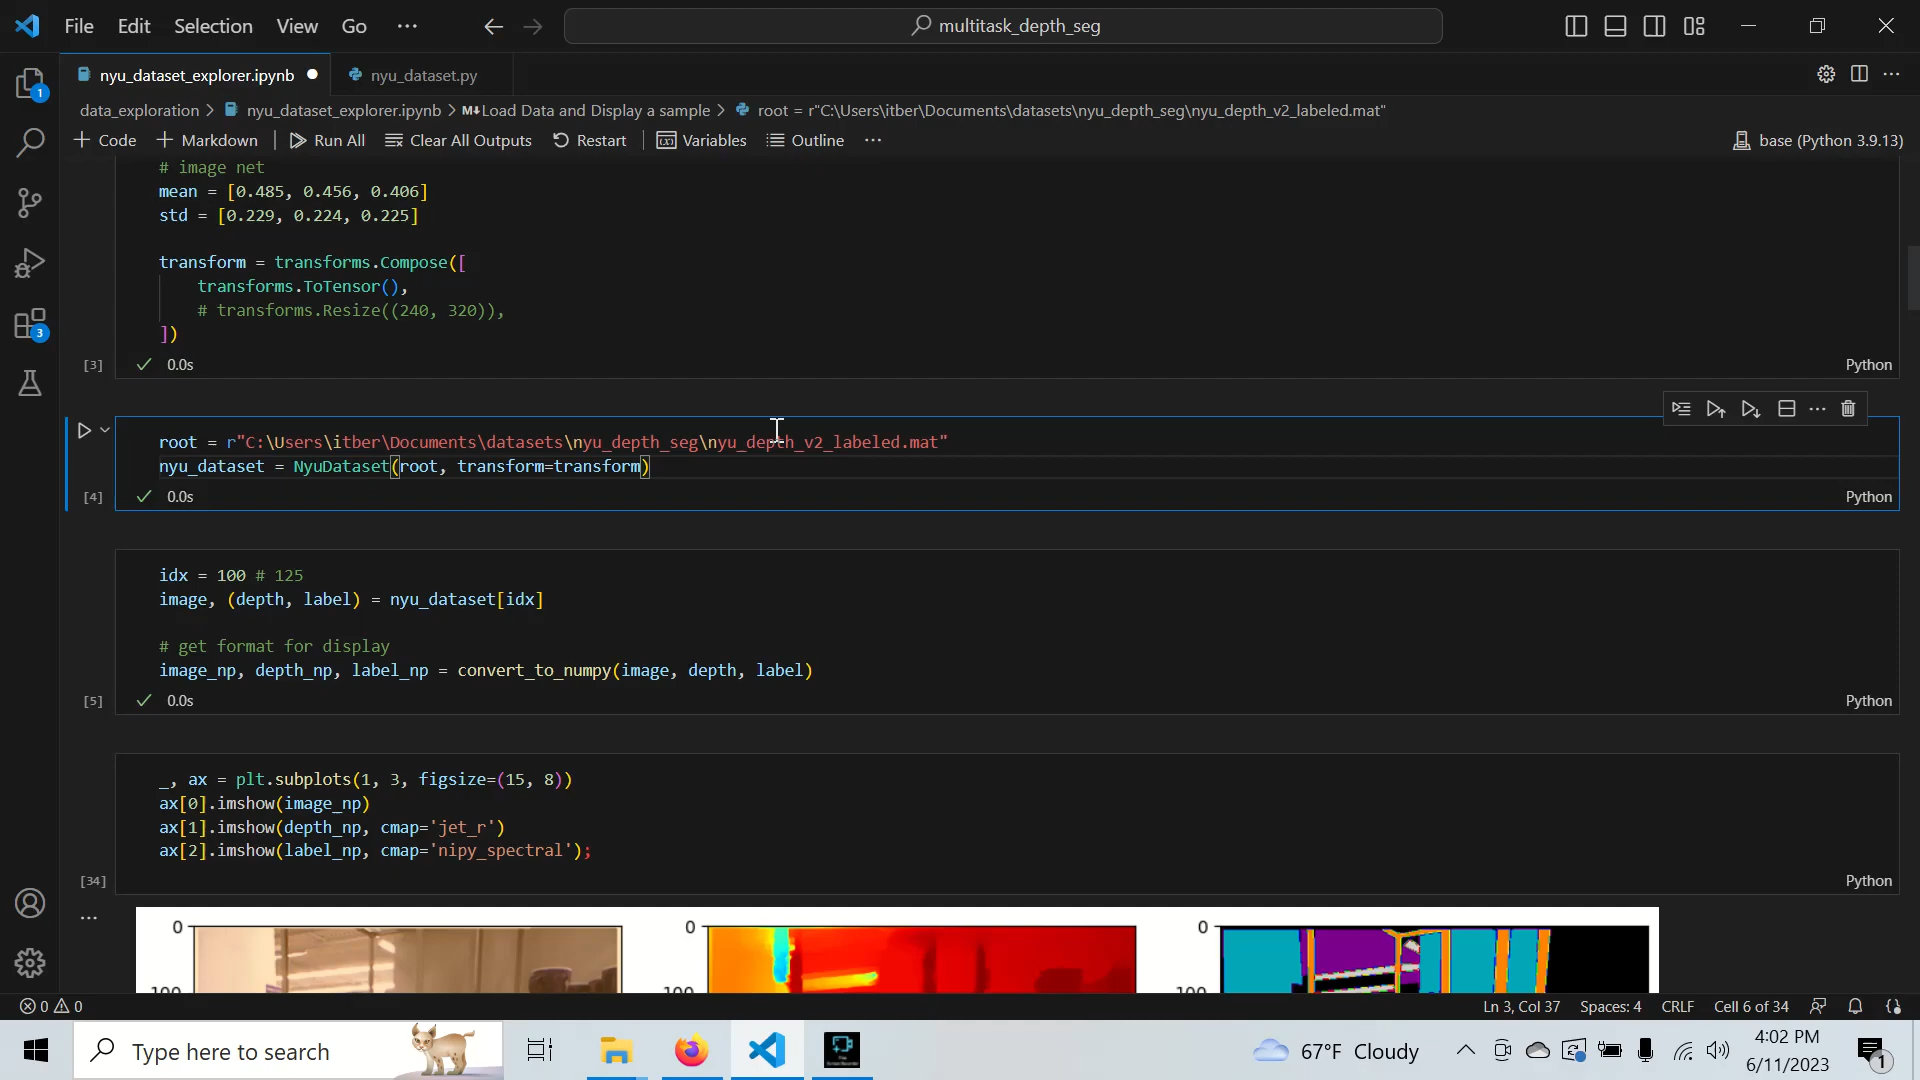 File Edit Selection View Go ···
multitask_depth_seg
nyu_dataset_explorer.ipynb
nyu_dataset.py
data_exploration > nyu_dataset_explorer.ipynb > M↓Load Data and Display a sample > root = r"C:\Users\itber\Documents\datasets\nyu_depth_seg\nyu_depth_v2_labeled.mat"
+ Code + Markdown Run All Clear All Outputs Restart Variables Outline ···
base (Python 3.9.13)
# image net
mean = [0.485, 0.456, 0.406]
std = [0.229, 0.224, 0.225]
transform = transforms.Compose([
transforms.ToTensor(),
# transforms.Resize((240, 320)),
])
[3] 0.0s Python
root = r"C:\Users\itber\Documents\datasets\nyu_depth_seg\nyu_depth_v2_labeled.mat"
nyu_dataset = NyuDataset(root, transform=transform)
[4] 0.0s Python
idx = 100 # 125
image, (depth, label) = nyu_dataset[idx]
# get format for display
image_np, depth_np, label_np = convert_to_numpy(image, depth, label)
[5] 0.0s Python
_, ax = plt.subplots(1, 3, figsize=(15, 8))
ax[0].imshow(image_np)
ax[1].imshow(depth_np, cmap='jet_r')
ax[2].imshow(label_np, cmap='nipy_spectral');
[34] Python
···
0 0 0
100 100 100
1
3
0 0
Ln 3, Col 37 Spaces: 4 CRLF Cell 6 of 34
Type here to search
67°F Cloudy
4:02 PM
6/11/2023
1